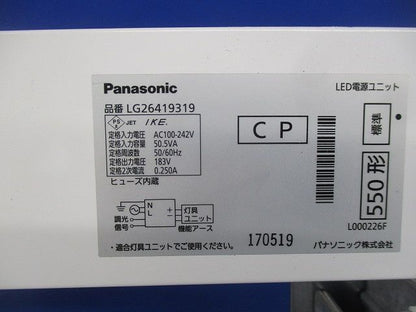 Panasonic
LED電源ユニット
品番 LG26419319
PS E JET IKE.
定格入力電圧 AC100-242V
定格入力容量 50.5VA
定格周波数 50/60Hz
定格出力電圧 183V
定格2次電流 0.250A
ヒューズ内蔵
CP
標準
550形
L000226F
N
L
+
−
灯具
ユニット
調光
信号
機能アース
・適合灯具ユニットでご使用ください。
170519
パナソニック株式会社